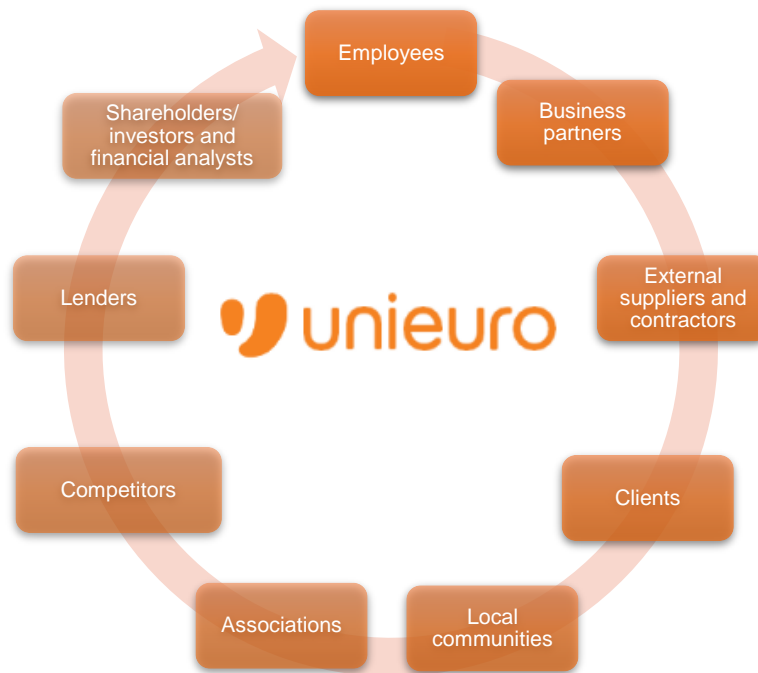 Employees
Business
partners
External
suppliers and
contractors
Clients
Local
communities
Associations
Competitors
Lenders
Shareholders/
investors and
financial analysts
unieuro